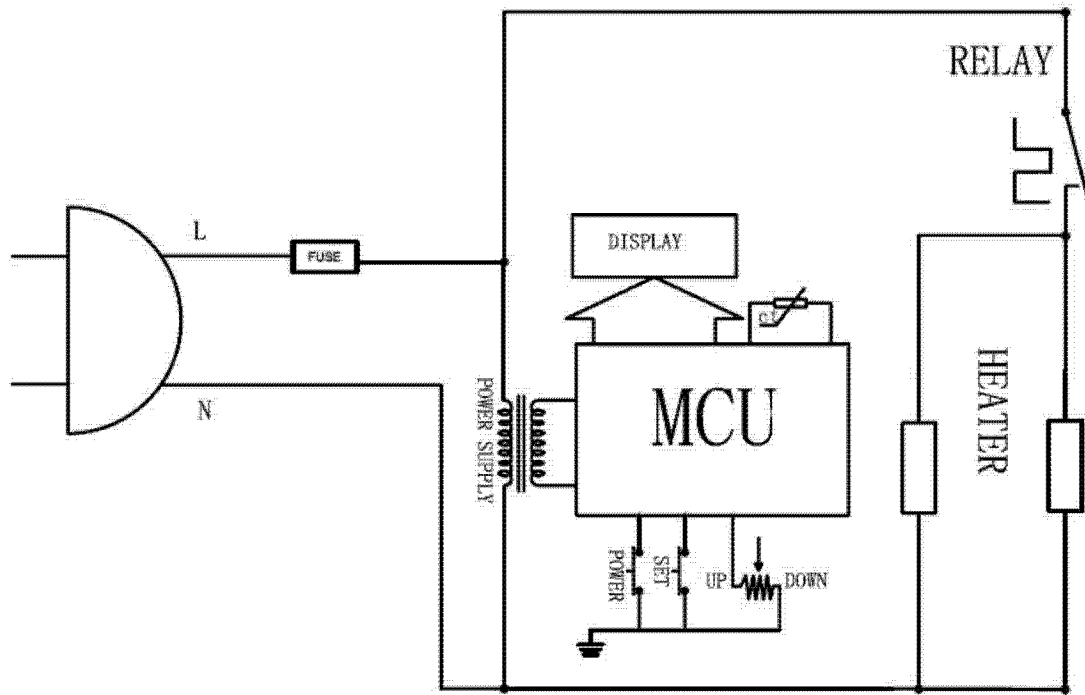 RELAY
L
FUSE
DISPLAY
MCU
HEATER
N
POWER SUPPLY
POWER
SET
UP
DOWN